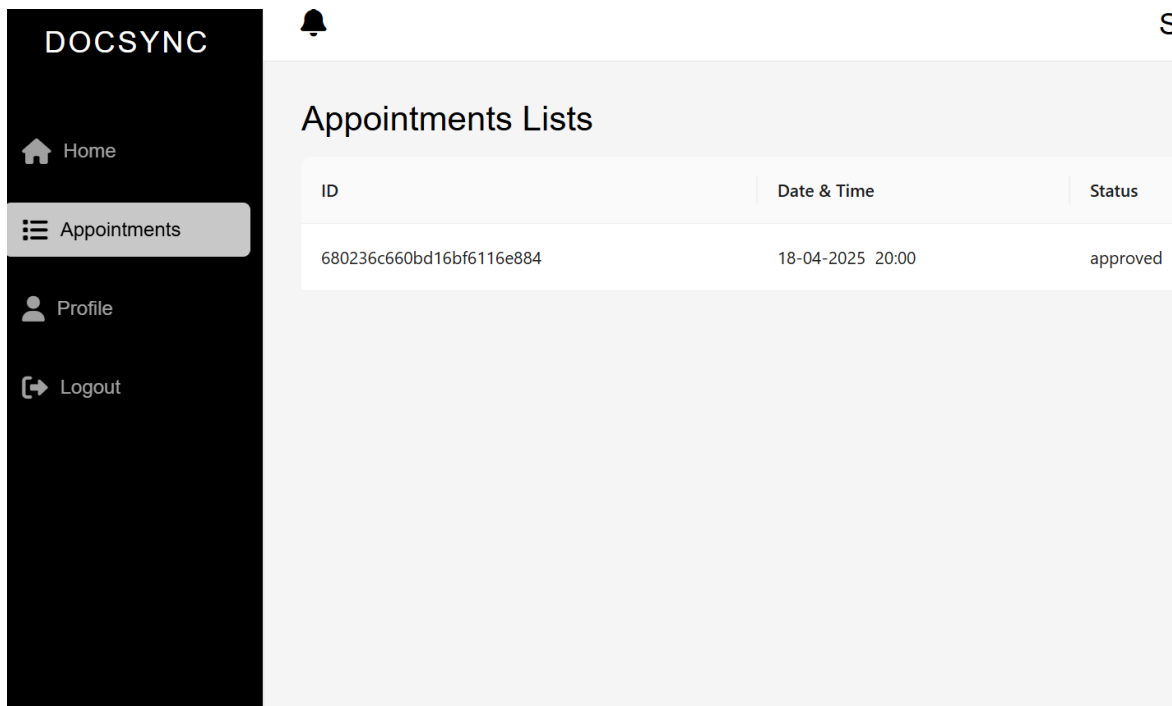 DOCSYNC
Home
Appointments
Profile
Logout
S
Appointments Lists
ID Date & Time Status
680236c660bd16bf6116e884 18-04-2025 20:00 approved